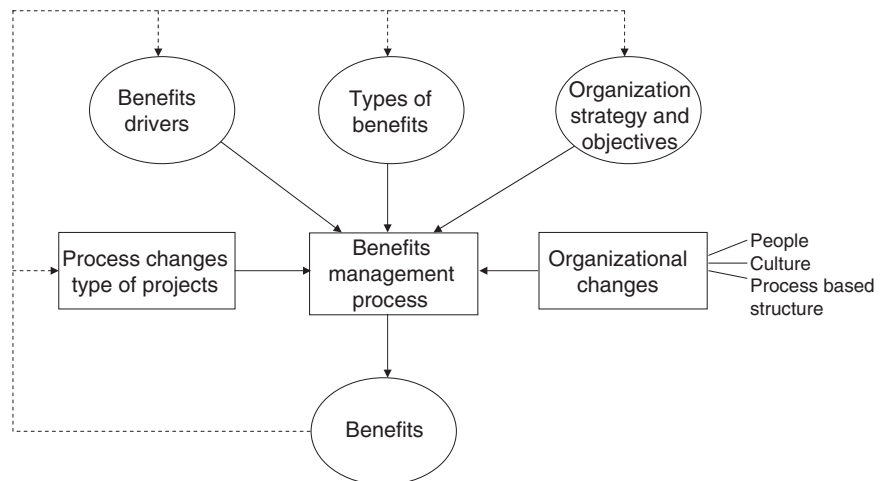 Benefits
drivers
Types of
benefits
Organization
strategy and
objectives
Process changes
type of projects
Benefits
management
process
Organizational
changes
People
Culture
Process based
structure
Benefits